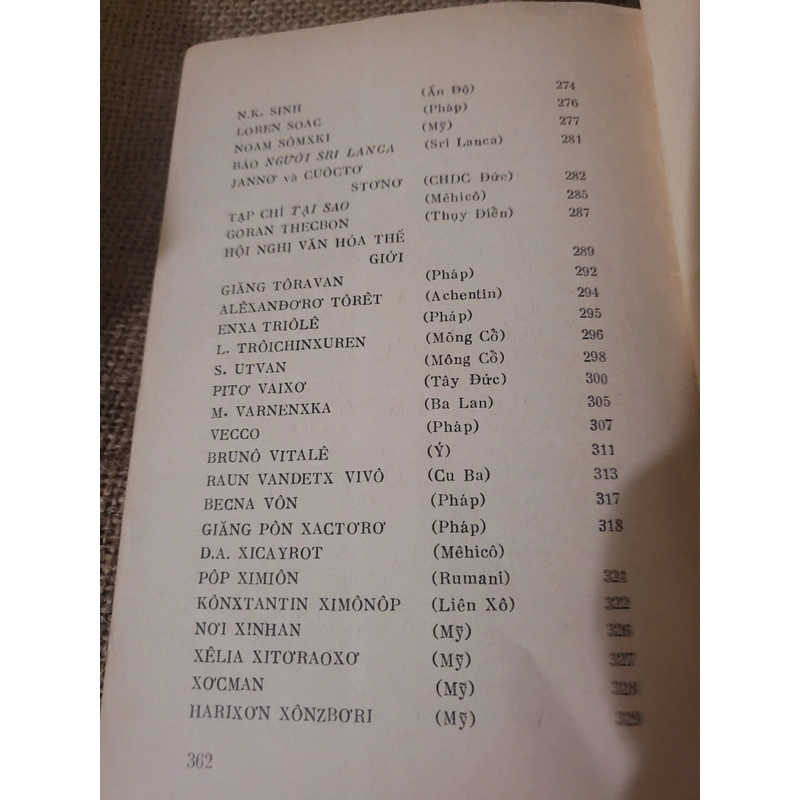 N.K. SINH (Ấn Độ) 274
LOREN SOAC (Pháp) 276
NOAM SÔMXKI (Mỹ) 277
BÁO NGƯỜI SRI LANCA (Sri Lanca) 281
JANNƠ và CUÔCTƠ
STƠNƠ (CHDC Đức) 282
TẠP CHÍ TẠI SAO (Mêhicô) 285
GORAN THECBON (Thụy Điển) 287
HỘI NGHỊ VĂN HÓA THẾ
GIỚI 289
GIĂNG TÔRAVAN (Pháp) 292
ALÊXANĐƠRƠ TÔRÊT (Achentin) 294
ENXA TRIÔLÊ (Pháp) 295
L. TRÔICHINXUREN (Mông Cổ) 296
S. UTVAN (Mông Cổ) 298
PITƠ VAIXƠ (Tây Đức) 300
M. VARNENXKA (Ba Lan) 305
VECCO (Pháp) 307
BRUNÔ VITALÊ (Ý) 311
RAUN VANDETX VIVÔ (Cu Ba) 313
BECNA VÔN (Pháp) 317
GIĂNG PÔN XACTƠRƠ (Pháp) 318
D.A. XICAYROT (Mêhicô)
PÔP XIMIÔN (Rumani) 321
KÔNXTANTIN XIMÔNÔP (Liên Xô) 322
NƠI XINHAN (Mỹ) 326
XÊLIA XITƠRAOXƠ (Mỹ) 327
XƠCMAN (Mỹ) 328
HARIXƠN XÔNZBƠRI (Mỹ) 329
362